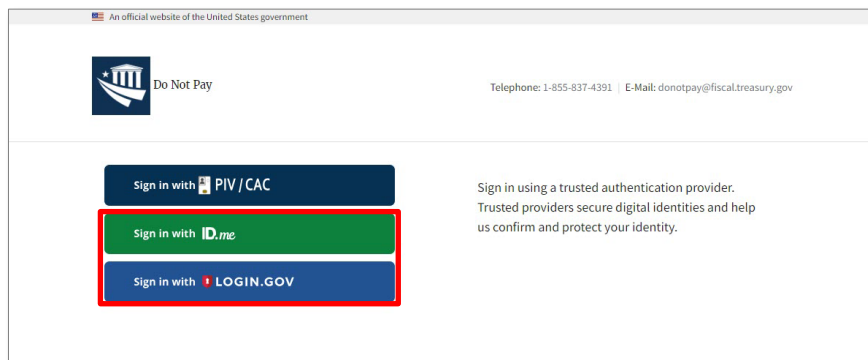 An official website of the United States government
Do Not Pay
Telephone: 1-855-837-4391 | E-Mail: donotpay@fiscal.treasury.gov
Sign in with PIV / CAC
Sign in with ID.me
Sign in with LOGIN.GOV
Sign in using a trusted authentication provider.
Trusted providers secure digital identities and help
us confirm and protect your identity.